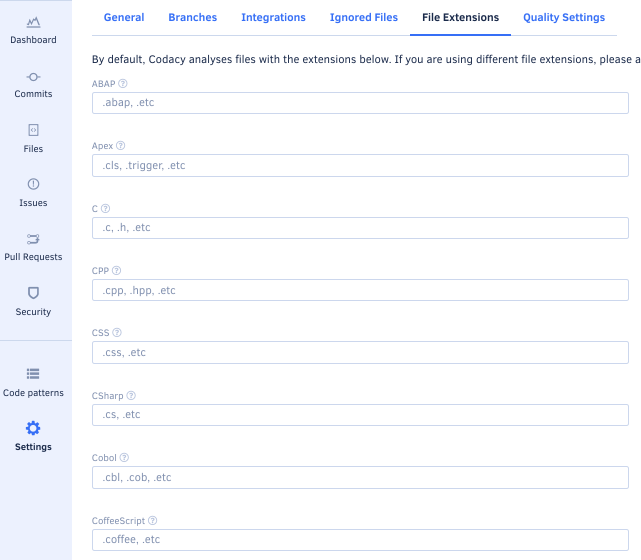 General Branches Integrations Ignored Files File Extensions Quality Settings
Dashboard
Commits
Files
Issues
Pull Requests
Security
Code patterns
Settings
By default, Codacy analyses files with the extensions below. If you are using different file extensions, please a
ABAP ?
.abap, .etc
Apex ?
.cls, .trigger, .etc
C ?
.c, .h, .etc
CPP ?
.cpp, .hpp, .etc
CSS ?
.css, .etc
CSharp ?
.cs, .etc
Cobol ?
.cbl, .cob, .etc
CoffeeScript ?
.coffee, .etc